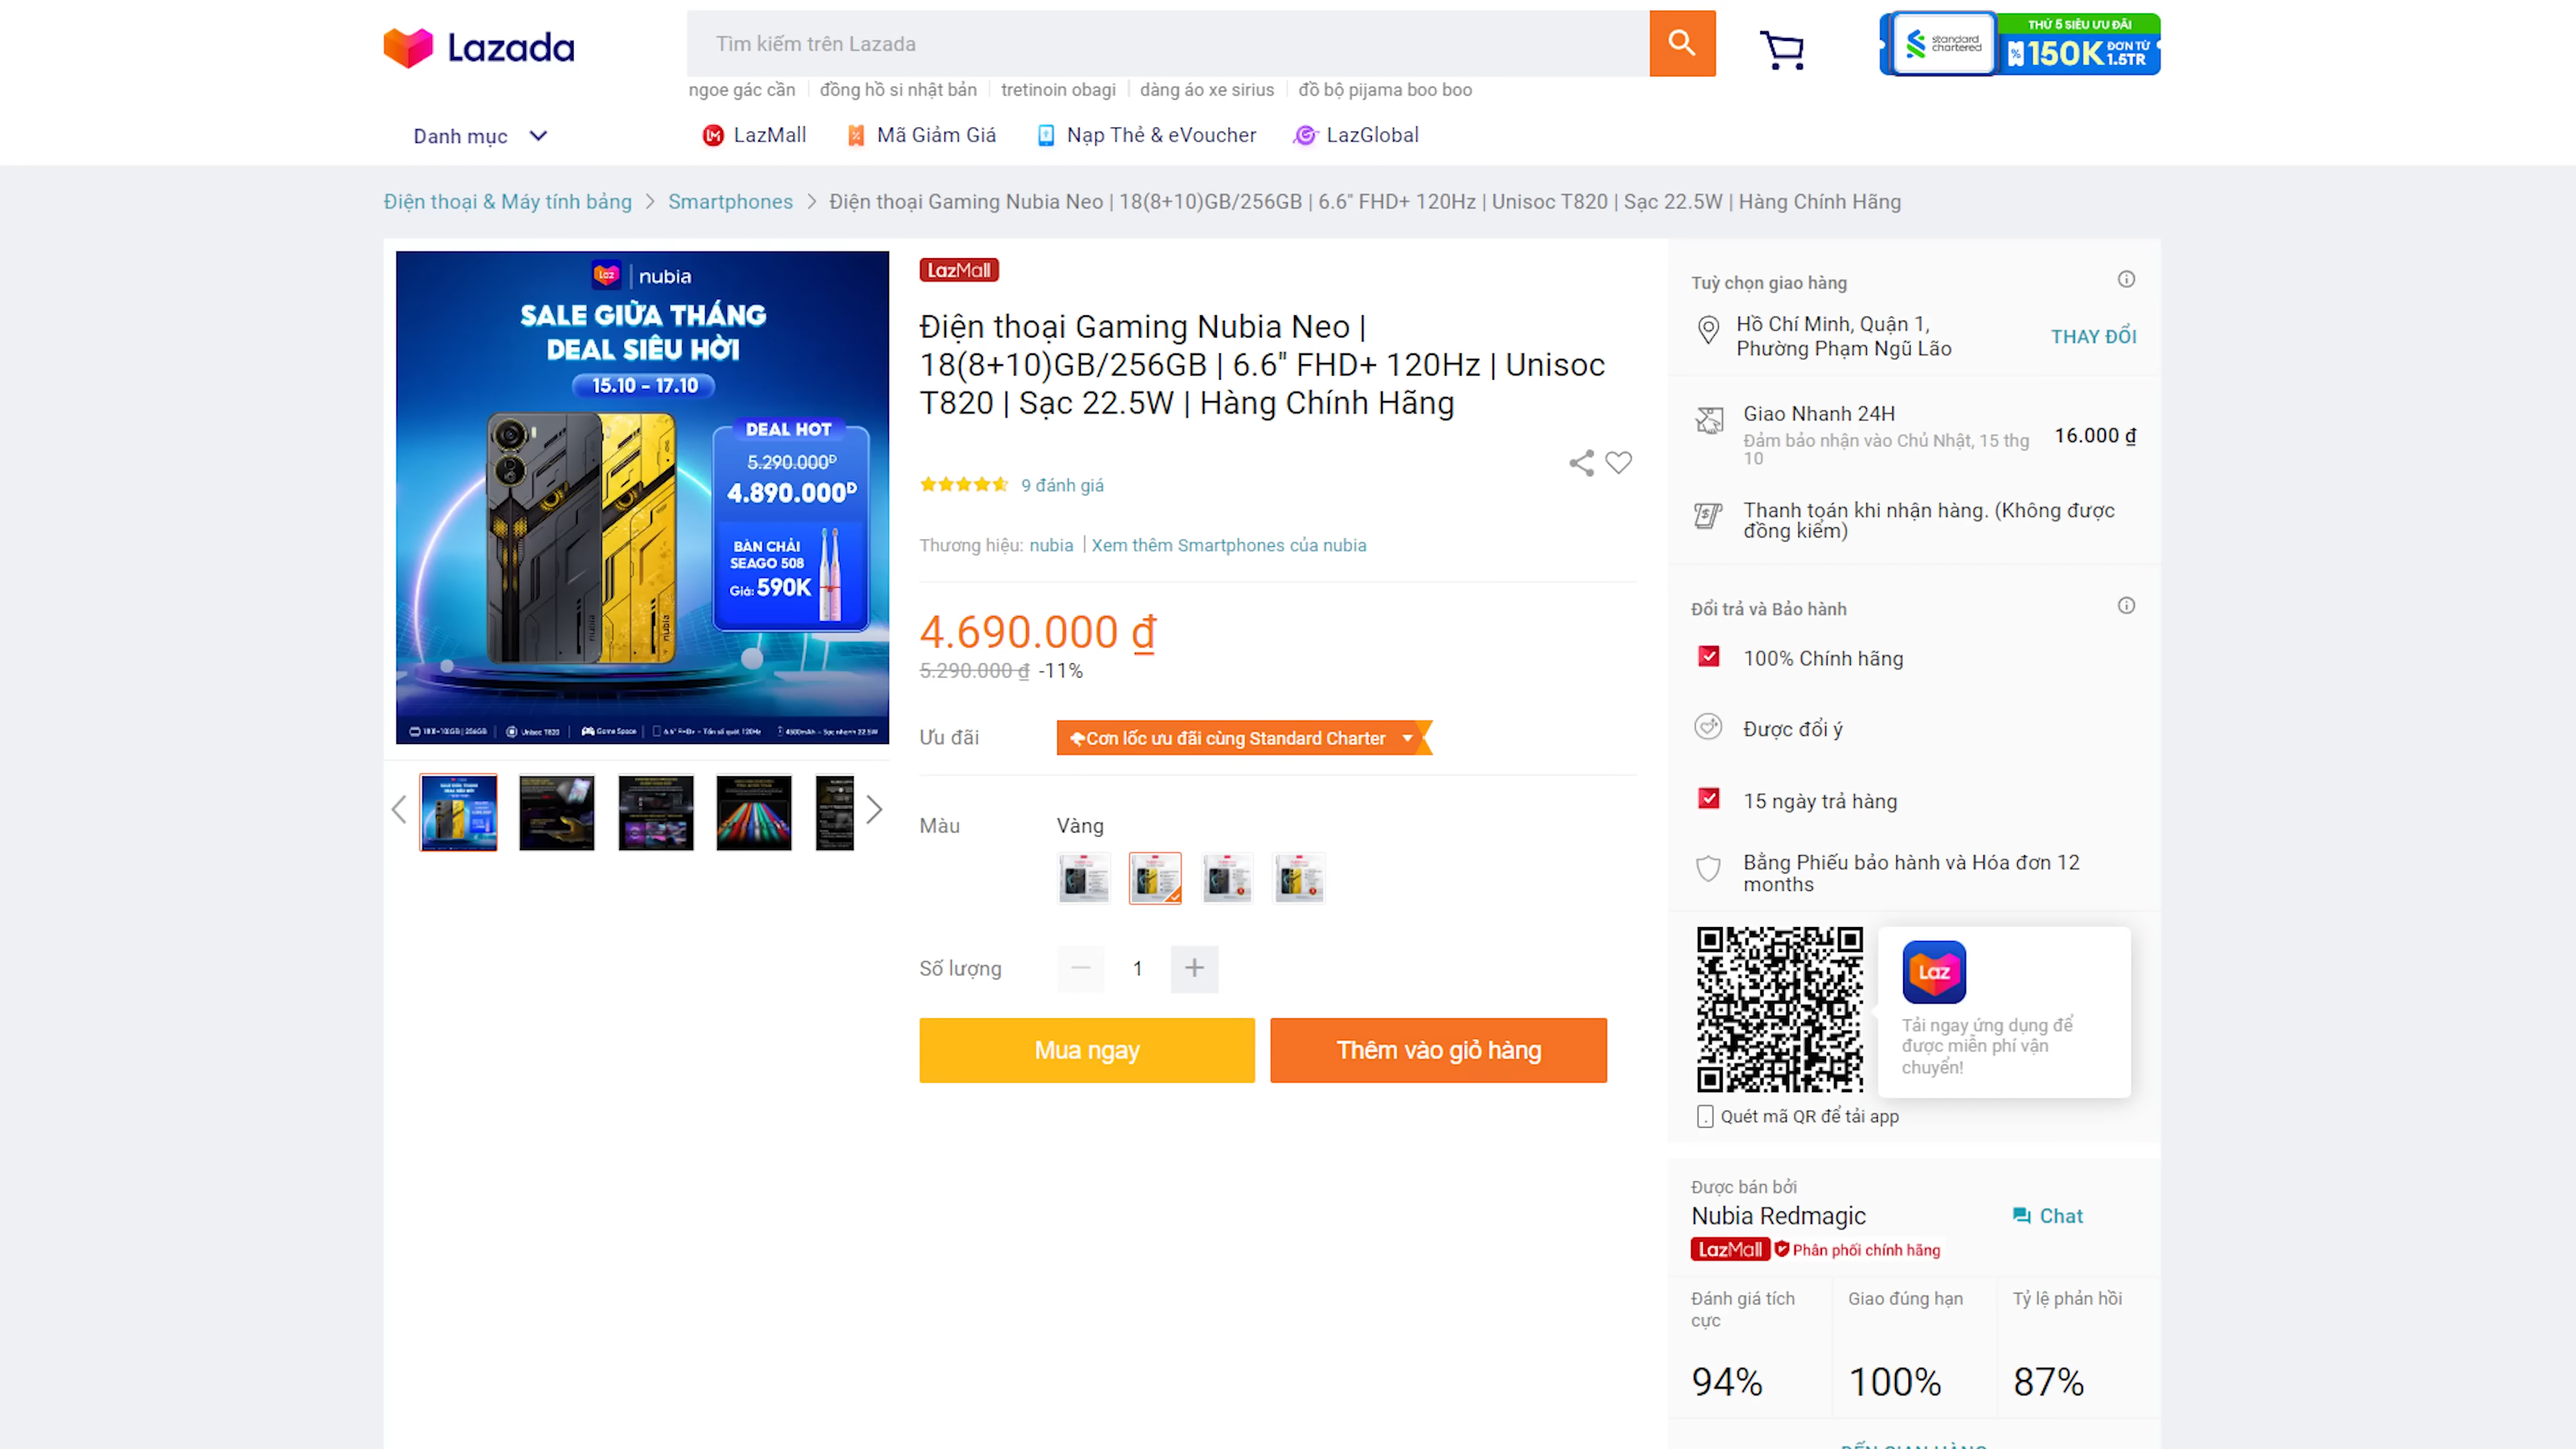 Lazada
Tìm kiếm trên Lazada
standard
chartered
THỨ 5 SIÊU ƯU ĐÃI
150K ĐƠN TỪ
1.5TR
ngoe gác cần
đồng hồ si nhật bản
tretinoin obagi
dàng áo xe sirius
đồ bộ pijama boo boo
Danh mục
LazMall
Mã Giảm Giá
Nạp Thẻ & eVoucher
LazGlobal
Điện thoại & Máy tính bảng > Smartphones > Điện thoại Gaming Nubia Neo | 18(8+10)GB/256GB | 6.6" FHD+ 120Hz | Unisoc T820 | Sạc 22.5W | Hàng Chính Hãng
Laz | nubia
SALE GIỮA THÁNG
DEAL SIÊU HỜI
15.10 - 17.10
DEAL HOT
5.290.000Đ
4.890.000Đ
BÀN CHẢI
SEAGO 508
Giá: 590K
nubia
nubia
Unisoc T820
Game Space
LazMall
Điện thoại Gaming Nubia Neo |
18(8+10)GB/256GB | 6.6" FHD+ 120Hz | Unisoc
T820 | Sạc 22.5W | Hàng Chính Hãng
9 đánh giá
Thương hiệu: nubia | Xem thêm Smartphones của nubia
4.690.000 ₫
5.290.000 ₫ -11%
Ưu đãi
Cơn lốc ưu đãi cùng Standard Charter
Màu
Vàng
Số lượng
1
Mua ngay
Thêm vào giỏ hàng
Tuỳ chọn giao hàng
Hồ Chí Minh, Quận 1,
Phường Phạm Ngũ Lão
THAY ĐỔI
Giao Nhanh 24H
Đảm bảo nhận vào Chủ Nhật, 15 thg
10
16.000 ₫
Thanh toán khi nhận hàng. (Không được
đồng kiểm)
Đổi trả và Bảo hành
100% Chính hãng
Được đổi ý
15 ngày trả hàng
Bằng Phiếu bảo hành và Hóa đơn 12
months
Laz
Tải ngay ứng dụng để
được miễn phí vận
chuyển!
Quét mã QR để tải app
Được bán bởi
Nubia Redmagic
Chat
LazMall Phân phối chính hãng
Đánh giá tích
cực
Giao đúng hạn
Tỷ lệ phản hồi
94%
100%
87%